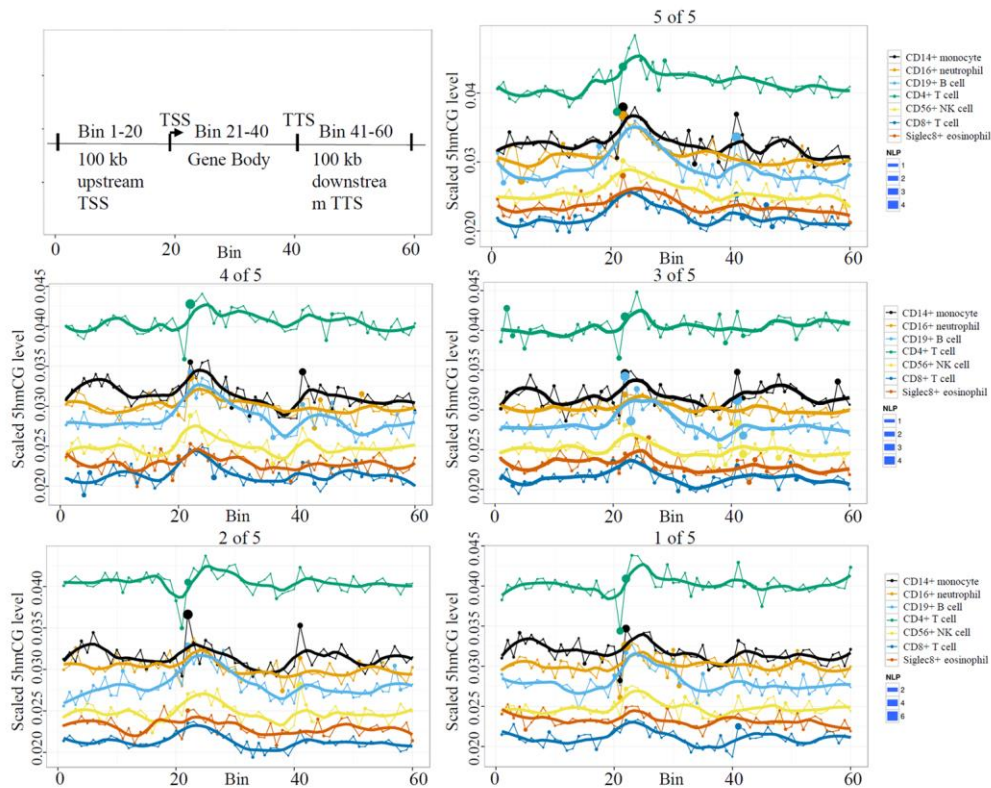 5 of 5
TSS
TTS
Bin 1-20
Bin 21-40
Bin 41-60
100 kb
upstream
TSS
Gene Body
100 kb
downstrea
m TTS
0
20
40
60
Bin
Scaled 5hmCG level
0.04
0.03
0.020
0
20
40
60
Bin
CD14+ monocyte
CD16+ neutrophil
CD19+ B cell
CD4+ T cell
CD56+ NK cell
CD8+ T cell
Siglec8+ eosinophil
NLP
1
2
3
4
4 of 5
Scaled 5hmCG level
0.045
0.040
0.035
0.030
0.025
0.020
0
20
40
60
Bin
3 of 5
Scaled 5hmCG level
0.045
0.040
0.035
0.030
0.025
0.020
0
20
40
60
Bin
CD14+ monocyte
CD16+ neutrophil
CD19+ B cell
CD4+ T cell
CD56+ NK cell
CD8+ T cell
Siglec8+ eosinophil
NLP
1
2
3
4
2 of 5
Scaled 5hmCG level
0.040
0.035
0.030
0.025
0.020
0
20
40
60
Bin
1 of 5
Scaled 5hmCG level
0.045
0.040
0.035
0.030
0.025
0.020
0
20
40
60
Bin
CD14+ monocyte
CD16+ neutrophil
CD19+ B cell
CD4+ T cell
CD56+ NK cell
CD8+ T cell
Siglec8+ eosinophil
NLP
2
4
6